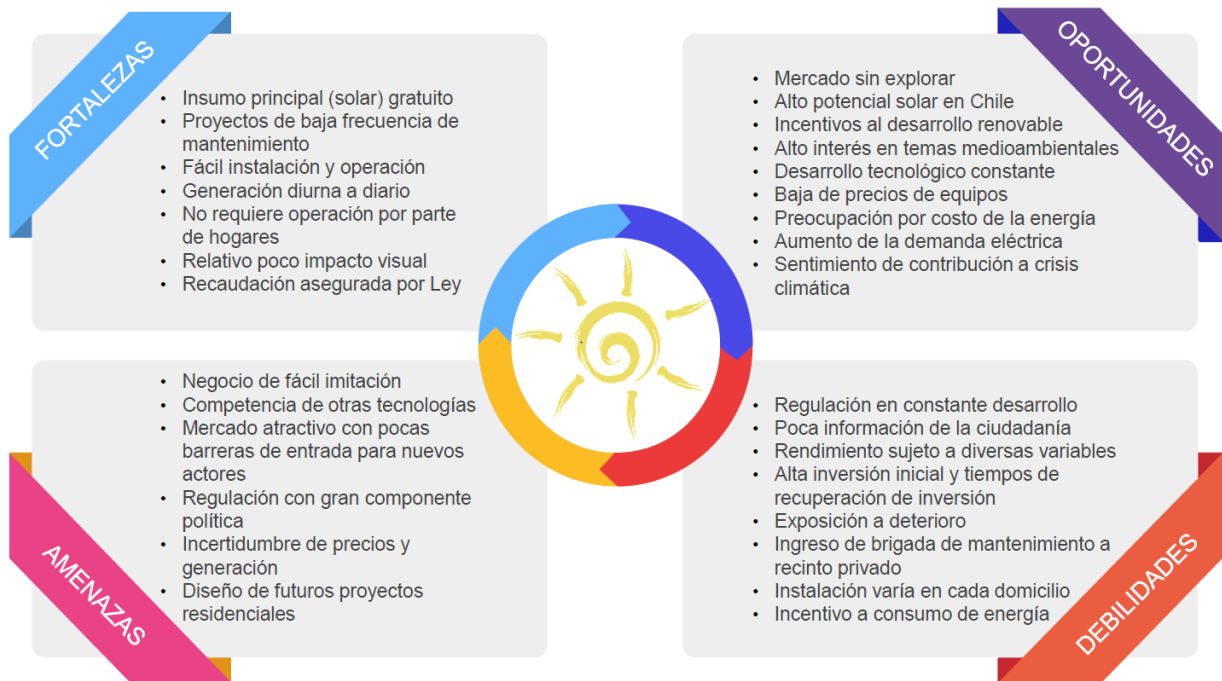 FORTALEZAS
• Insumo principal (solar) gratuito
• Proyectos de baja frecuencia de
mantenimiento
• Fácil instalación y operación
• Generación diurna a diario
• No requiere operación por parte
de hogares
• Relativo poco impacto visual
• Recaudación asegurada por Ley
OPORTUNIDADES
• Mercado sin explorar
• Alto potencial solar en Chile
• Incentivos al desarrollo renovable
• Alto interés en temas medioambientales
• Desarrollo tecnológico constante
• Baja de precios de equipos
• Preocupación por costo de la energía
• Aumento de la demanda eléctrica
• Sentimiento de contribución a crisis
climática
AMENAZAS
• Negocio de fácil imitación
• Competencia de otras tecnologías
• Mercado atractivo con pocas
barreras de entrada para nuevos
actores
• Regulación con gran componente
política
• Incertidumbre de precios y
generación
• Diseño de futuros proyectos
residenciales
DEBILIDADES
• Regulación en constante desarrollo
• Poca información de la ciudadanía
• Rendimiento sujeto a diversas variables
• Alta inversión inicial y tiempos de
recuperación de inversión
• Exposición a deterioro
• Ingreso de brigada de mantenimiento a
recinto privado
• Instalación varía en cada domicilio
• Incentivo a consumo de energía